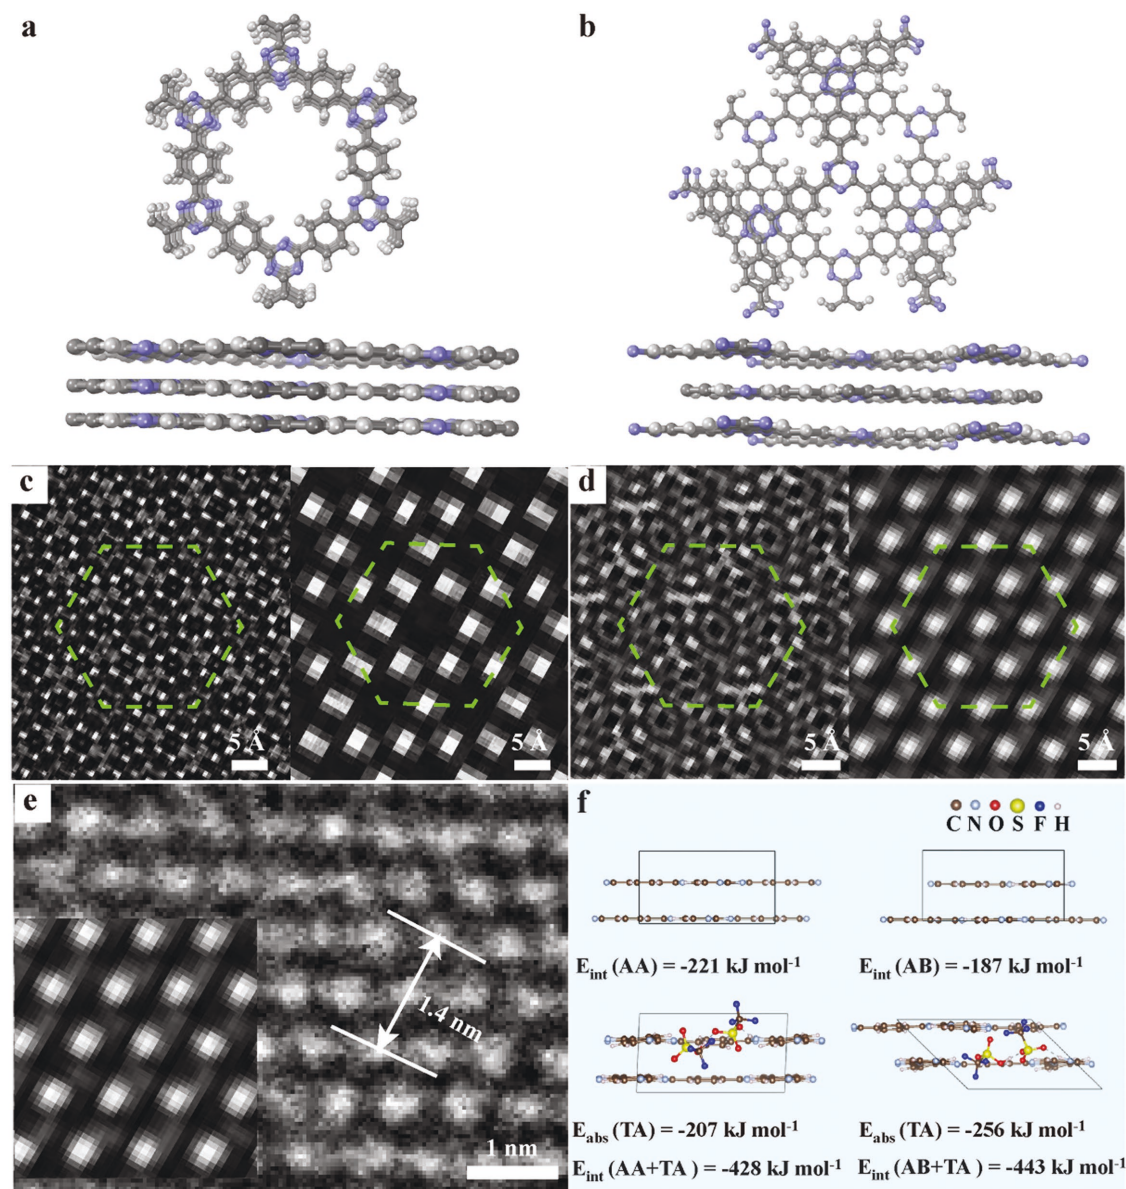 a
b
c
d
5 Å
5 Å
5 Å
5 Å
e
1.4 nm
1 nm
f
C N O S F H
E_int (AA) = -221 kJ mol⁻¹
E_int (AB) = -187 kJ mol⁻¹
E_abs (TA) = -207 kJ mol⁻¹
E_int (AA+TA) = -428 kJ mol⁻¹
E_abs (TA) = -256 kJ mol⁻¹
E_int (AB+TA) = -443 kJ mol⁻¹